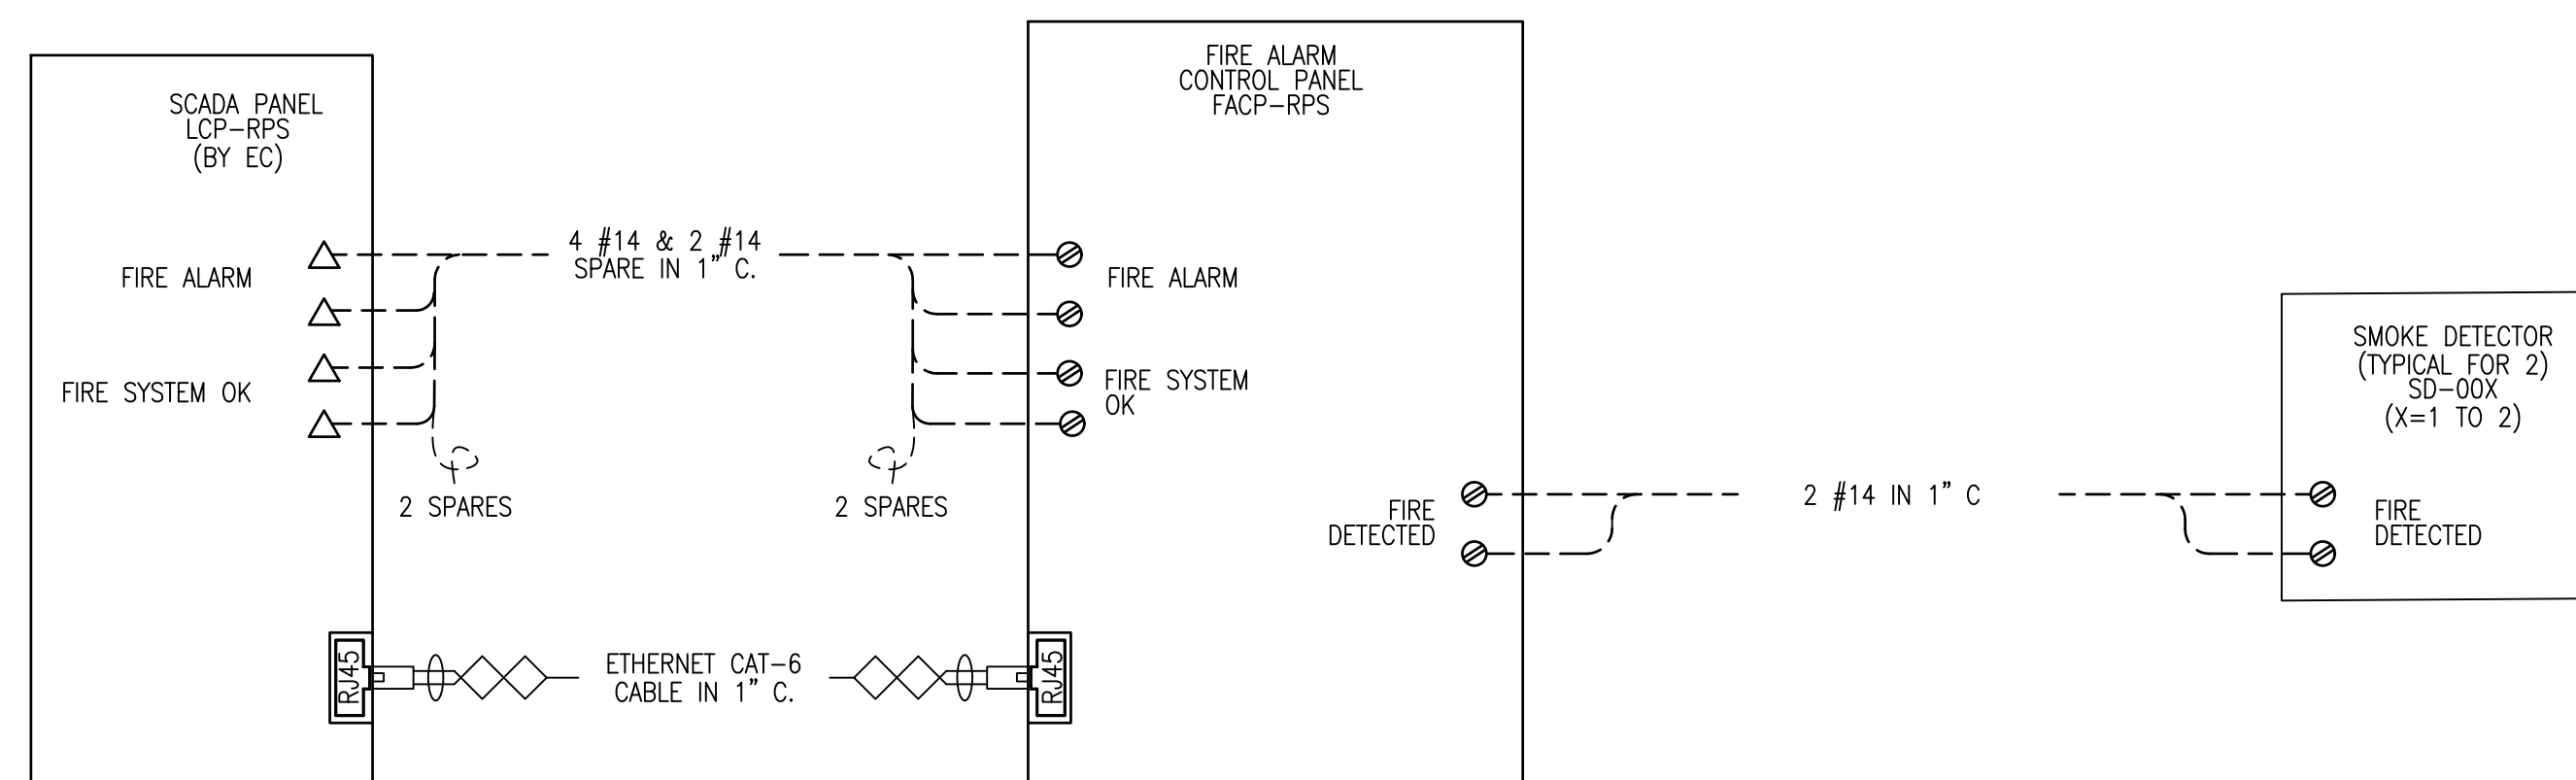 FIRE ALARM
CONTROL PANEL
FACP-RPS
SCADA PANEL
LCP-RPS
(BY EC)
4 #14 & 2 #14
SPARE IN 1" C.
FIRE ALARM
FIRE ALARM
FIRE SYSTEM OK
FIRE SYSTEM
OK
2 SPARES
2 SPARES
SMOKE DETECTOR
(TYPICAL FOR 2)
SD-00X
(X=1 TO 2)
FIRE
DETECTED
2 #14 IN 1" C
FIRE
DETECTED
RJ45
ETHERNET CAT-6
CABLE IN 1" C.
RJ45